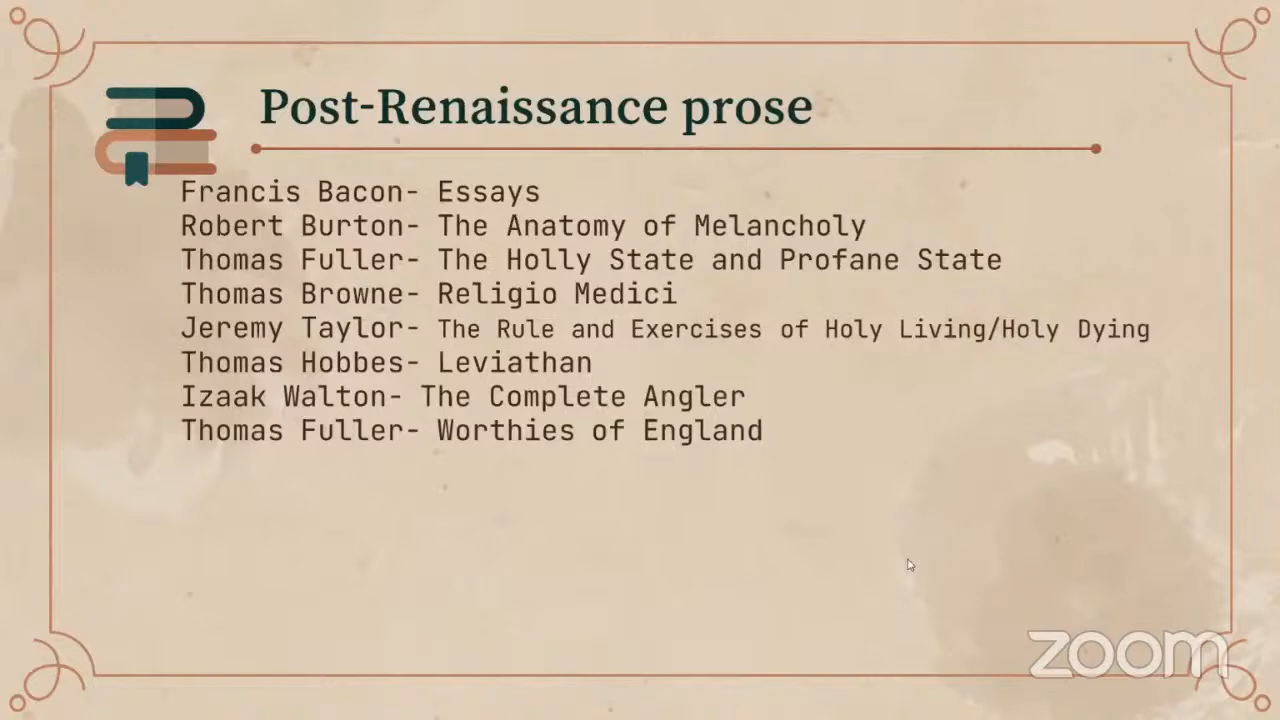 Post-Renaissance prose
Francis Bacon- Essays
Robert Burton- The Anatomy of Melancholy
Thomas Fuller- The Holly State and Profane State
Thomas Browne- Religio Medici
Jeremy Taylor- The Rule and Exercises of Holy Living/Holy Dying
Thomas Hobbes- Leviathan
Izaak Walton- The Complete Angler
Thomas Fuller- Worthies of England
zoom